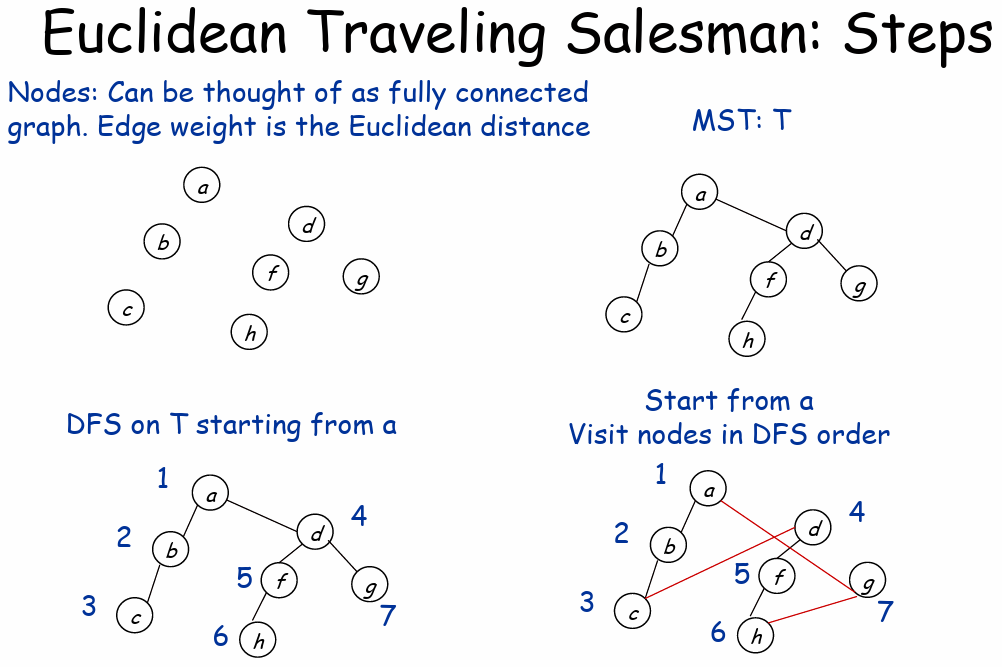 Euclidean Traveling Salesman: Steps
Nodes: Can be thought of as fully connected
graph. Edge weight is the Euclidean distance
a
b
c
d
f
g
h
MST: T
a
b
c
d
f
g
h
DFS on T starting from a
1
a
2
b
3
c
4
d
5
f
6
h
7
g
Start from a
Visit nodes in DFS order
1
a
2
b
3
c
4
d
5
f
6
h
7
g